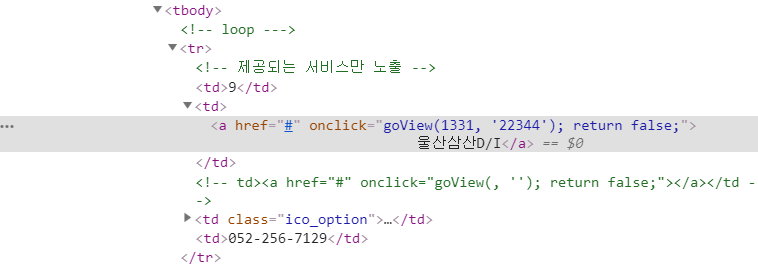 <tbody>
<!-- loop --->
<tr>
<!-- 제공되는 서비스만 노출 -->
<td>9</td>
<td>
<a href="#" onclick="goView(1331, '22344'); return false;">
울산삼산D/I</a> == $0
</td>
<!-- td><a href="#" onclick="goView(, ''); return false;"></a></td --
->
<td class="ico_option">…</td>
<td>052-256-7129</td>
</tr>